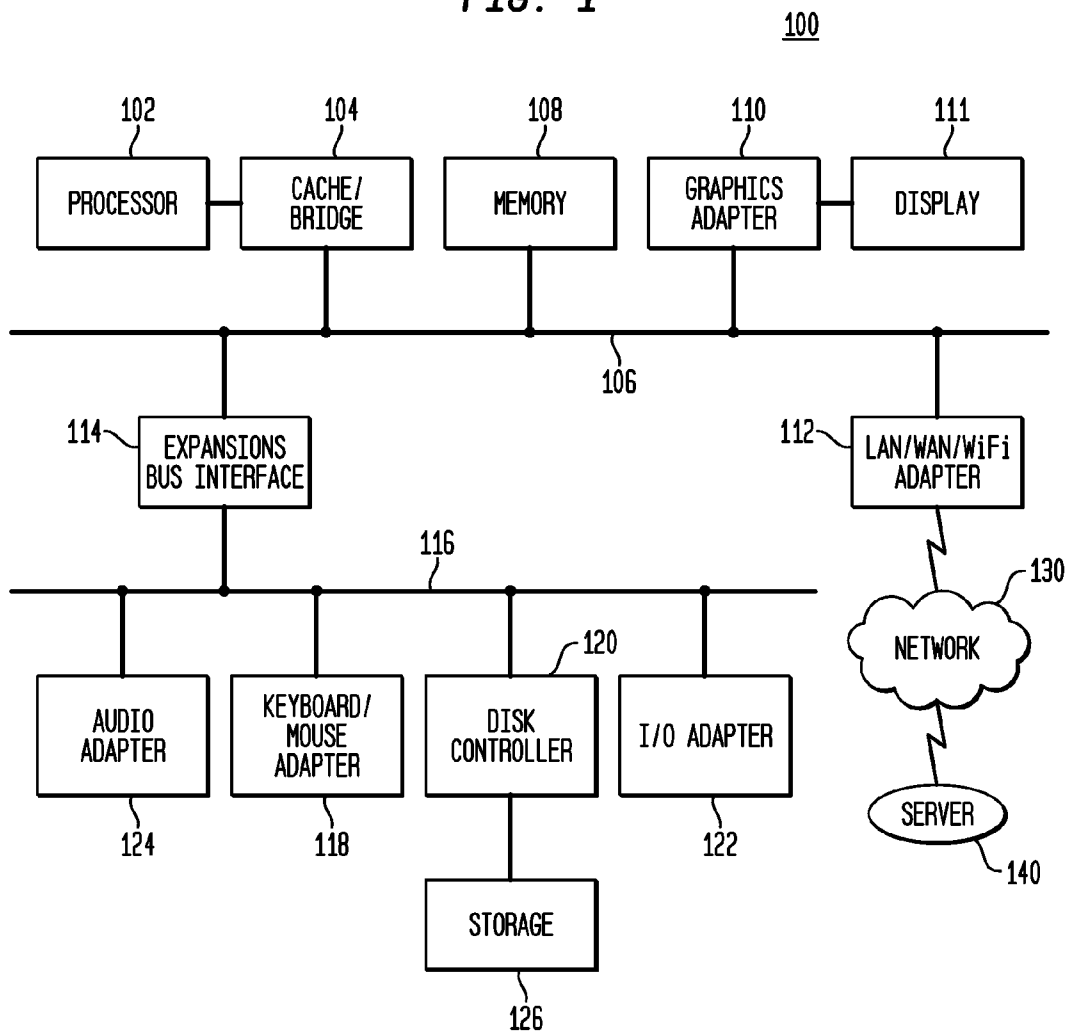 FIG. 1
100
102
104
108
110
111
PROCESSOR
CACHE/
BRIDGE
MEMORY
GRAPHICS
ADAPTER
DISPLAY
106
114
EXPANSIONS
BUS INTERFACE
112
LAN/WAN/WiFi
ADAPTER
116
130
NETWORK
120
AUDIO
ADAPTER
KEYBOARD/
MOUSE
ADAPTER
DISK
CONTROLLER
I/O ADAPTER
124
118
122
SERVER
140
STORAGE
126